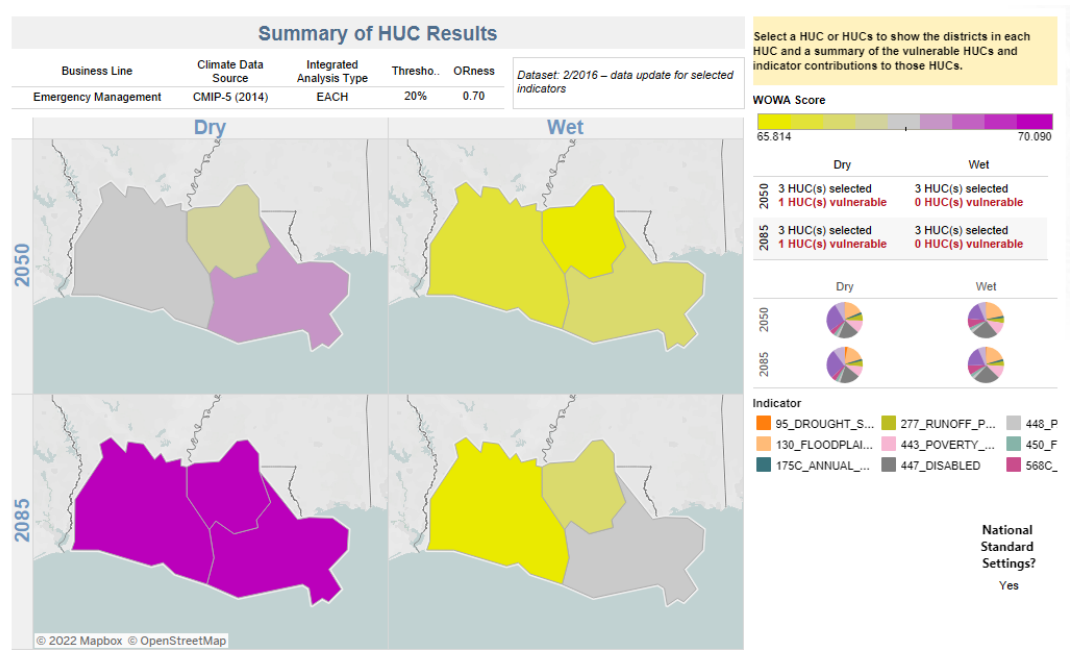 Summary of HUC Results
Business Line
Climate Data
Source
Integrated
Analysis Type
Thresho..
ORness
Emergency Management
CMIP-5 (2014)
EACH
20%
0.70
Dataset: 2/2016 – data update for selected
indicators
Select a HUC or HUCs to show the districts in each
HUC and a summary of the vulnerable HUCs and
indicator contributions to those HUCs.
WOWA Score
65.814
70.090
Dry
Wet
2050
2085
© 2022 Mapbox © OpenStreetMap
Dry
Wet
2050
3 HUC(s) selected
1 HUC(s) vulnerable
3 HUC(s) selected
0 HUC(s) vulnerable
2085
3 HUC(s) selected
1 HUC(s) vulnerable
3 HUC(s) selected
0 HUC(s) vulnerable
Dry
Wet
2050
2085
Indicator
95_DROUGHT_S...
277_RUNOFF_P...
448_P
130_FLOODPLAI...
443_POVERTY_...
450_F
175C_ANNUAL_...
447_DISABLED
568C_
National
Standard
Settings?
Yes